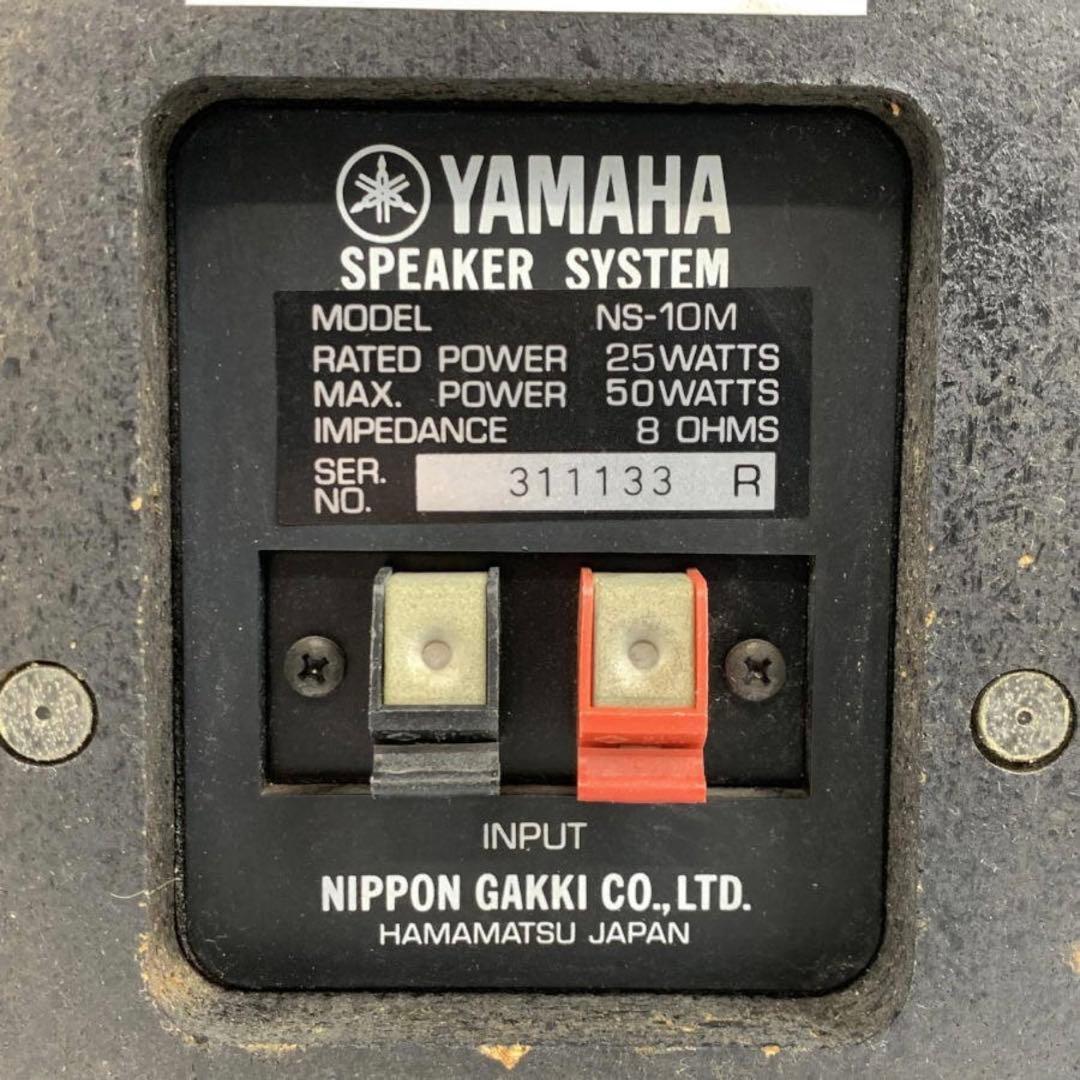 YAMAHA
SPEAKER SYSTEM
MODEL NS-10M
RATED POWER 25WATTS
MAX. POWER 50WATTS
IMPEDANCE 8 OHMS
SER. NO. 311133 R
INPUT
NIPPON GAKKI CO.,LTD.
HAMAMATSU JAPAN